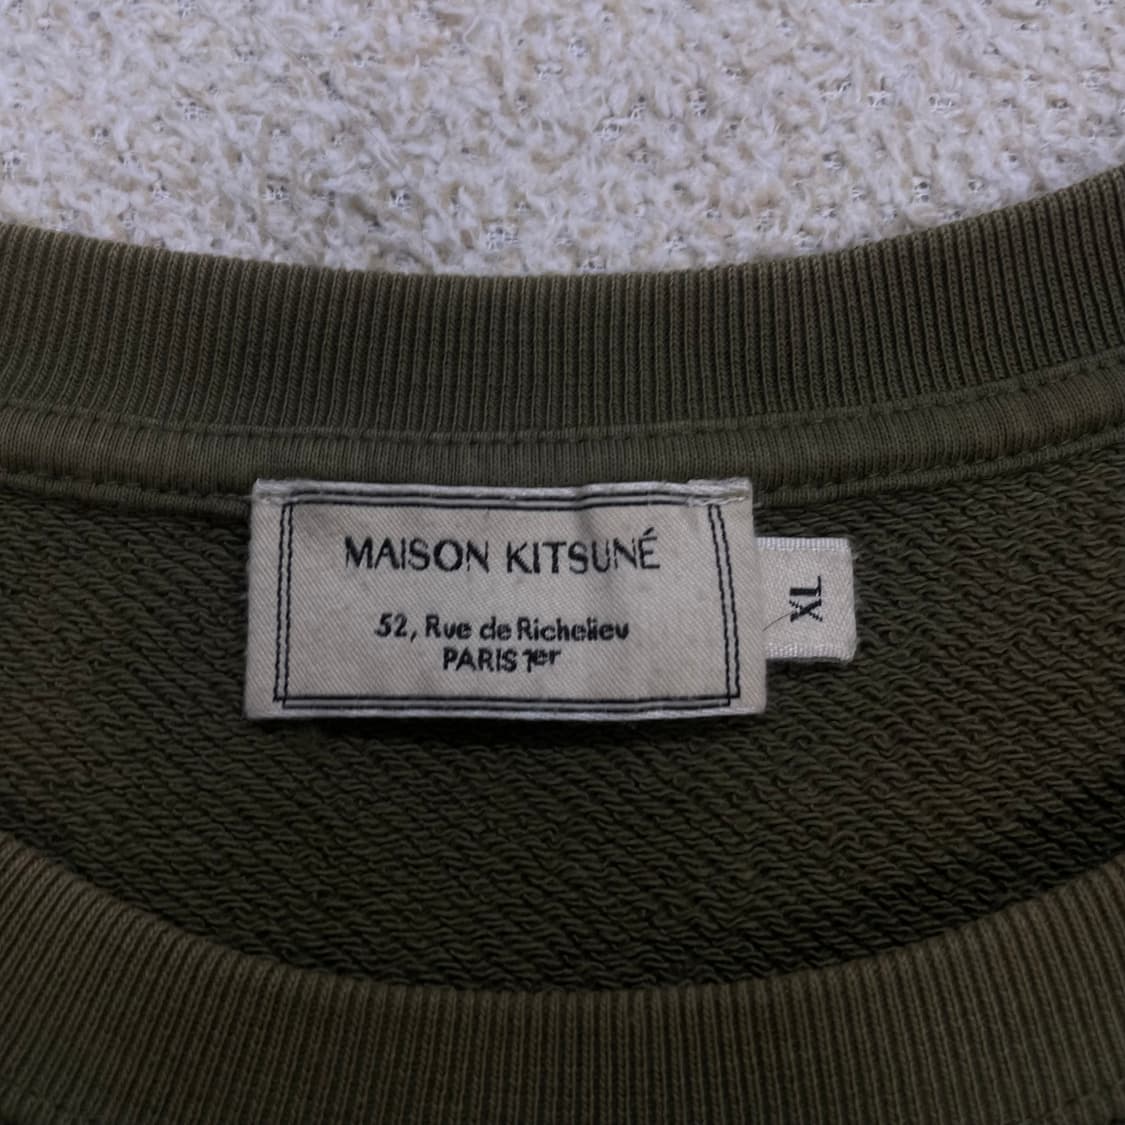 MAISON KITSUNÉ
52, Rue de Richelieu
PARIS 1er
XL